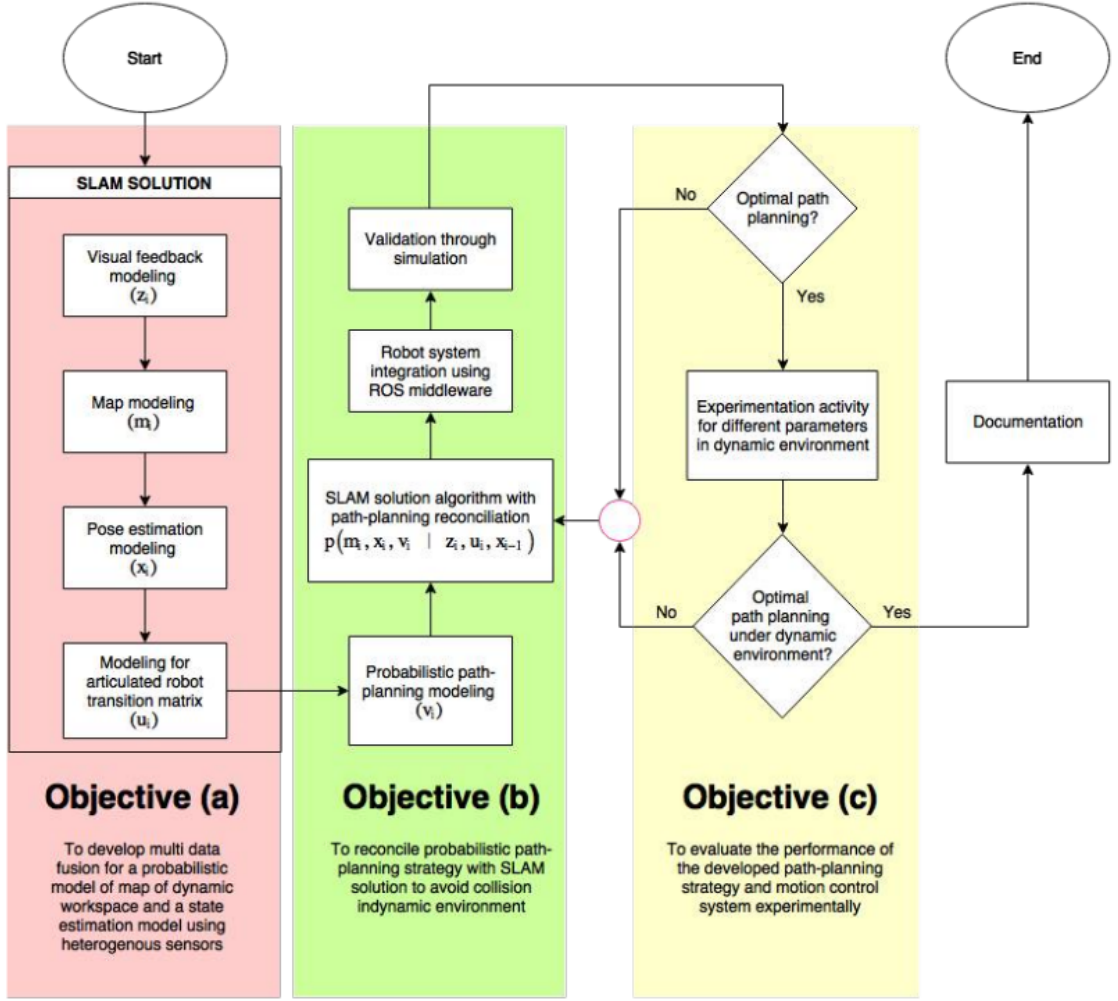 Start
SLAM SOLUTION
Visual feedback
modeling
(zᵢ)
Map modeling
(mᵢ)
Pose estimation
modeling
(xᵢ)
Modeling for
articulated robot
transition matrix
(uᵢ)
Objective (a)
To develop multi data
fusion for a probabilistic
model of map of dynamic
workspace and a state
estimation model using
heterogenous sensors
Validation through
simulation
Robot system
integration using
ROS middleware
SLAM solution algorithm with
path-planning reconciliation
p(mᵢ, xᵢ, vᵢ | zᵢ, uᵢ, xᵢ₋₁)
Probabilistic path-
planning modeling
(vᵢ)
Objective (b)
To reconcile probabilistic path-
planning strategy with SLAM
solution to avoid collision
indynamic environment
Optimal path
planning?
No
Yes
Experimentation activity
for different parameters
in dynamic environment
Optimal
path planning
under dynamic
environment?
No
Yes
Objective (c)
To evaluate the performance of
the developed path-planning
strategy and motion control
system experimentally
Documentation
End